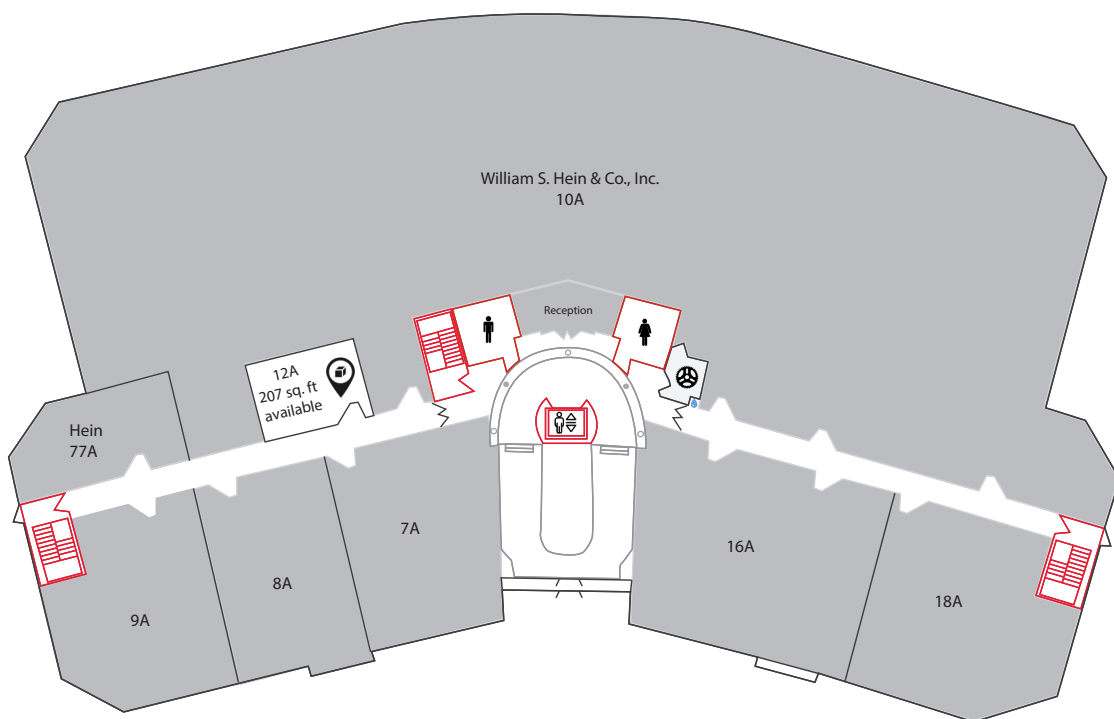 William S. Hein & Co., Inc.
10A
Reception
12A
207 sq. ft
available
Hein
77A
7A
16A
8A
18A
9A